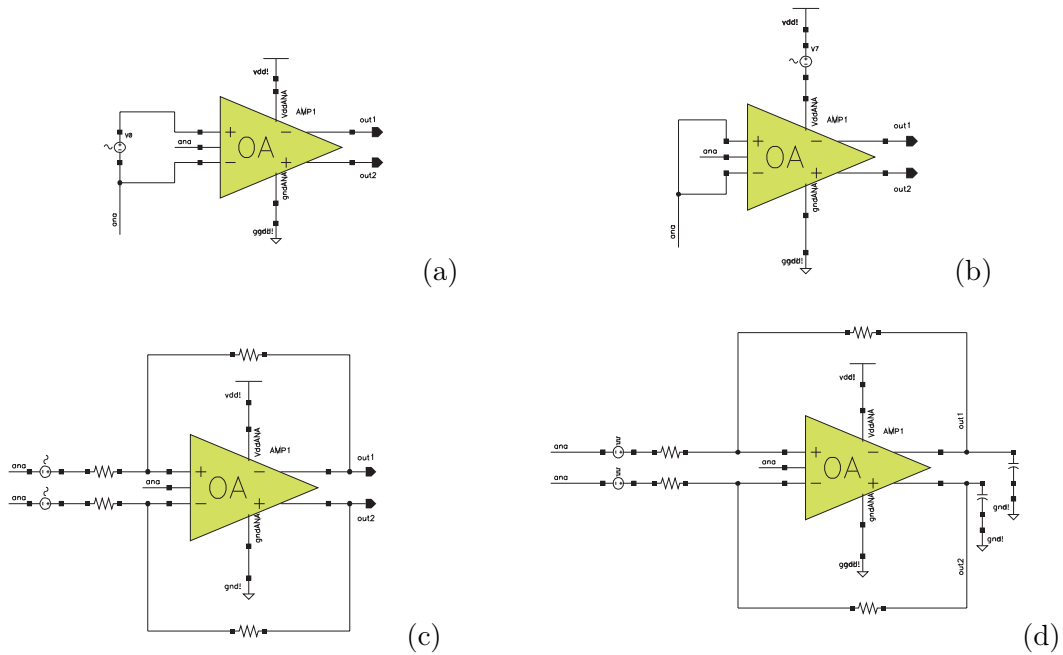 vdd!
VddANA
AMP1
v8
ana
+
−
OA
−
+
out1
out2
gndANA
ggdd!
ana
(a)
vdd!
v7
VddANA
AMP1
ana
+
−
OA
−
+
out1
out2
gndANA
ggdd!
ana
(b)
vdd!
VddANA
AMP1
ana
ana
ana
+
−
OA
−
+
out1
out2
gndANA
gnd!
(c)
vdd!
VddANA
AMP1
out1
ana
ana
ana
+
−
OA
−
+
gndANA
gnd!
gnd!
ggdd!
out2
(d)